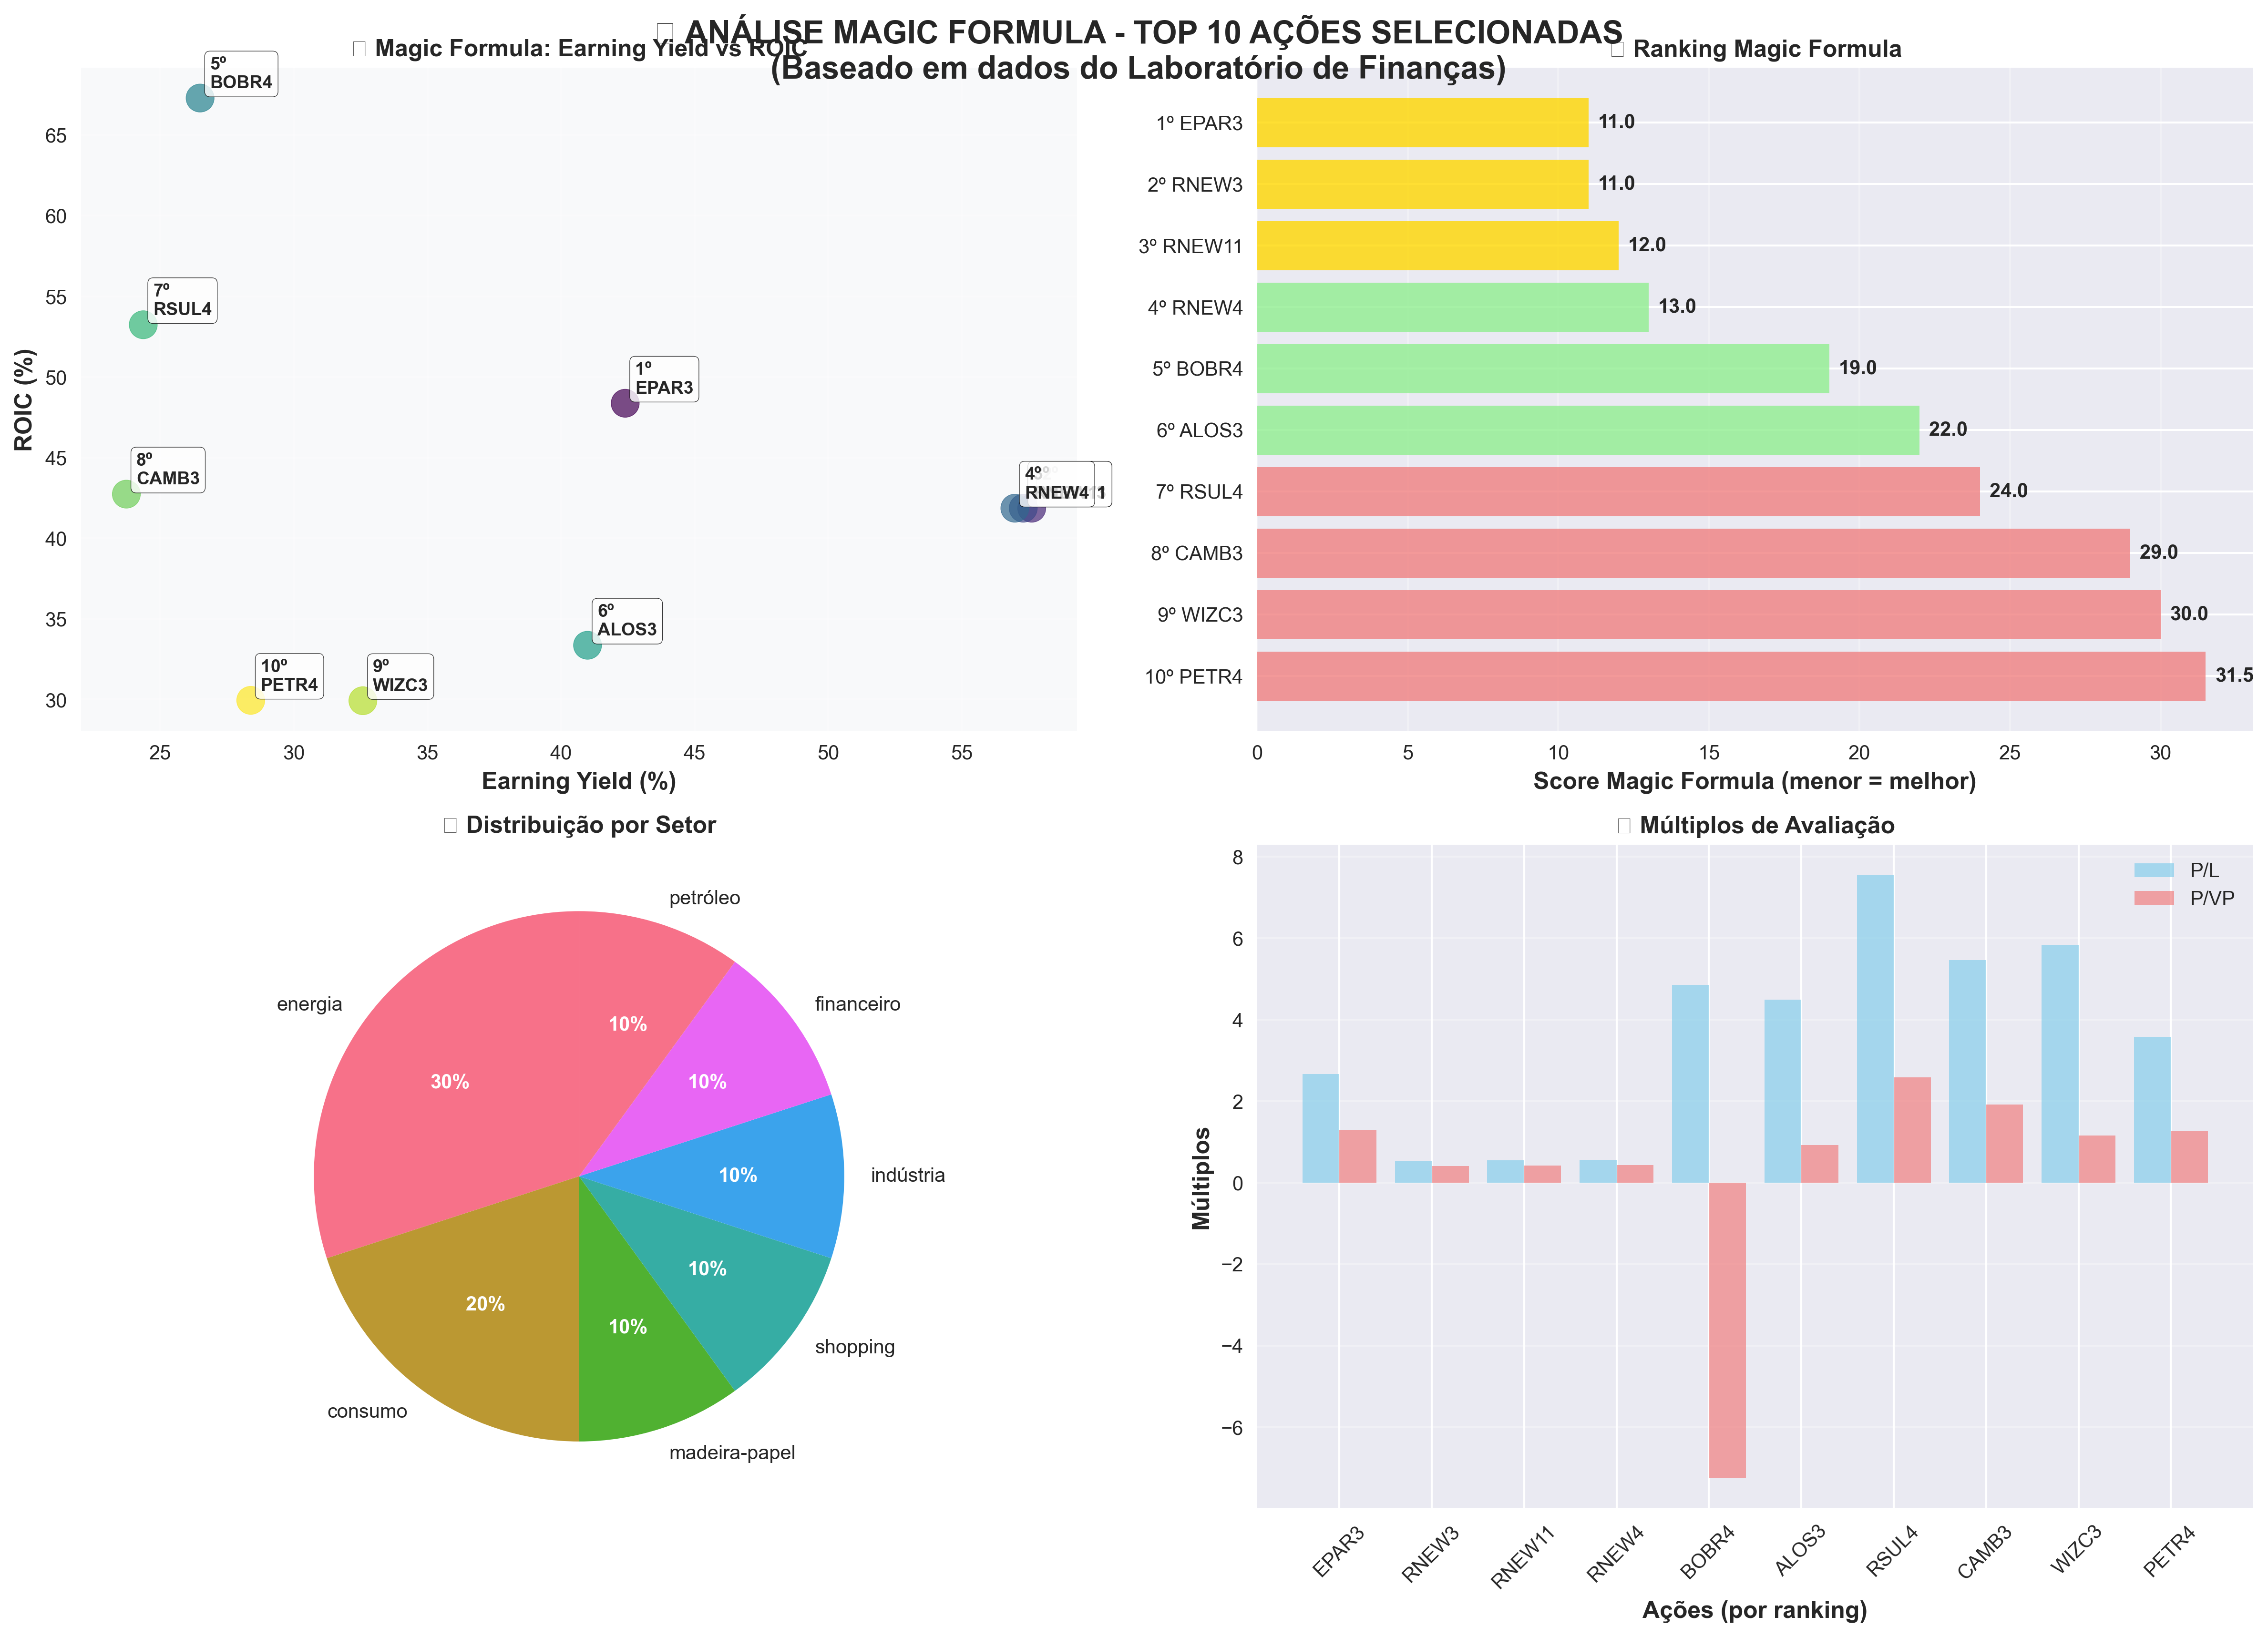 ANÁLISE MAGIC FORMULA - TOP 10 AÇÕES SELECIONADAS
(Baseado em dados do Laboratório de Finanças)
Magic Formula: Earning Yield vs ROIC
5º
BOBR4
7º
RSUL4
1º
EPAR3
8º
CAMB3
4º
RNEW4
6º
ALOS3
10º
PETR4
9º
WIZC3
ROIC (%)
65
60
55
50
45
40
35
30
25 30 35 40 45 50 55
Earning Yield (%)
Ranking Magic Formula
1º EPAR3 11.0
2º RNEW3 11.0
3º RNEW11 12.0
4º RNEW4 13.0
5º BOBR4 19.0
6º ALOS3 22.0
7º RSUL4 24.0
8º CAMB3 29.0
9º WIZC3 30.0
10º PETR4 31.5
0 5 10 15 20 25 30
Score Magic Formula (menor = melhor)
Distribuição por Setor
petróleo
financeiro
energia
indústria
shopping
consumo
madeira-papel
10%
10%
30%
10%
10%
20%
10%
Múltiplos de Avaliação
P/L
P/VP
Múltiplos
8
6
4
2
0
−2
−4
−6
EPAR3 RNEW3 RNEW11 RNEW4 BOBR4 ALOS3 RSUL4 CAMB3 WIZC3 PETR4
Ações (por ranking)